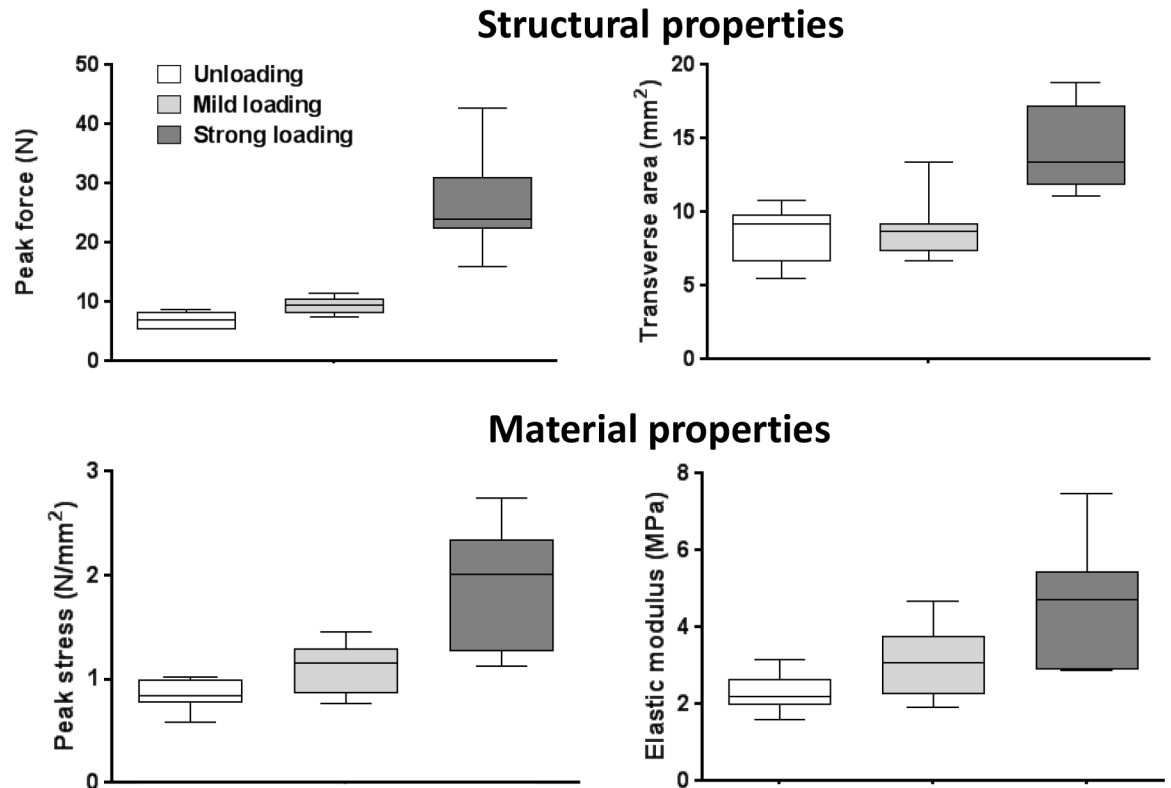 Structural properties
Peak force (N)
50
40
30
20
10
0
Unloading
Mild loading
Strong loading
Transverse area (mm²)
20
15
10
5
0
Material properties
Peak stress (N/mm²)
3
2
1
0
Elastic modulus (MPa)
8
6
4
2
0